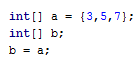 int[] a = {3,5,7};
int[] b;
b = a;